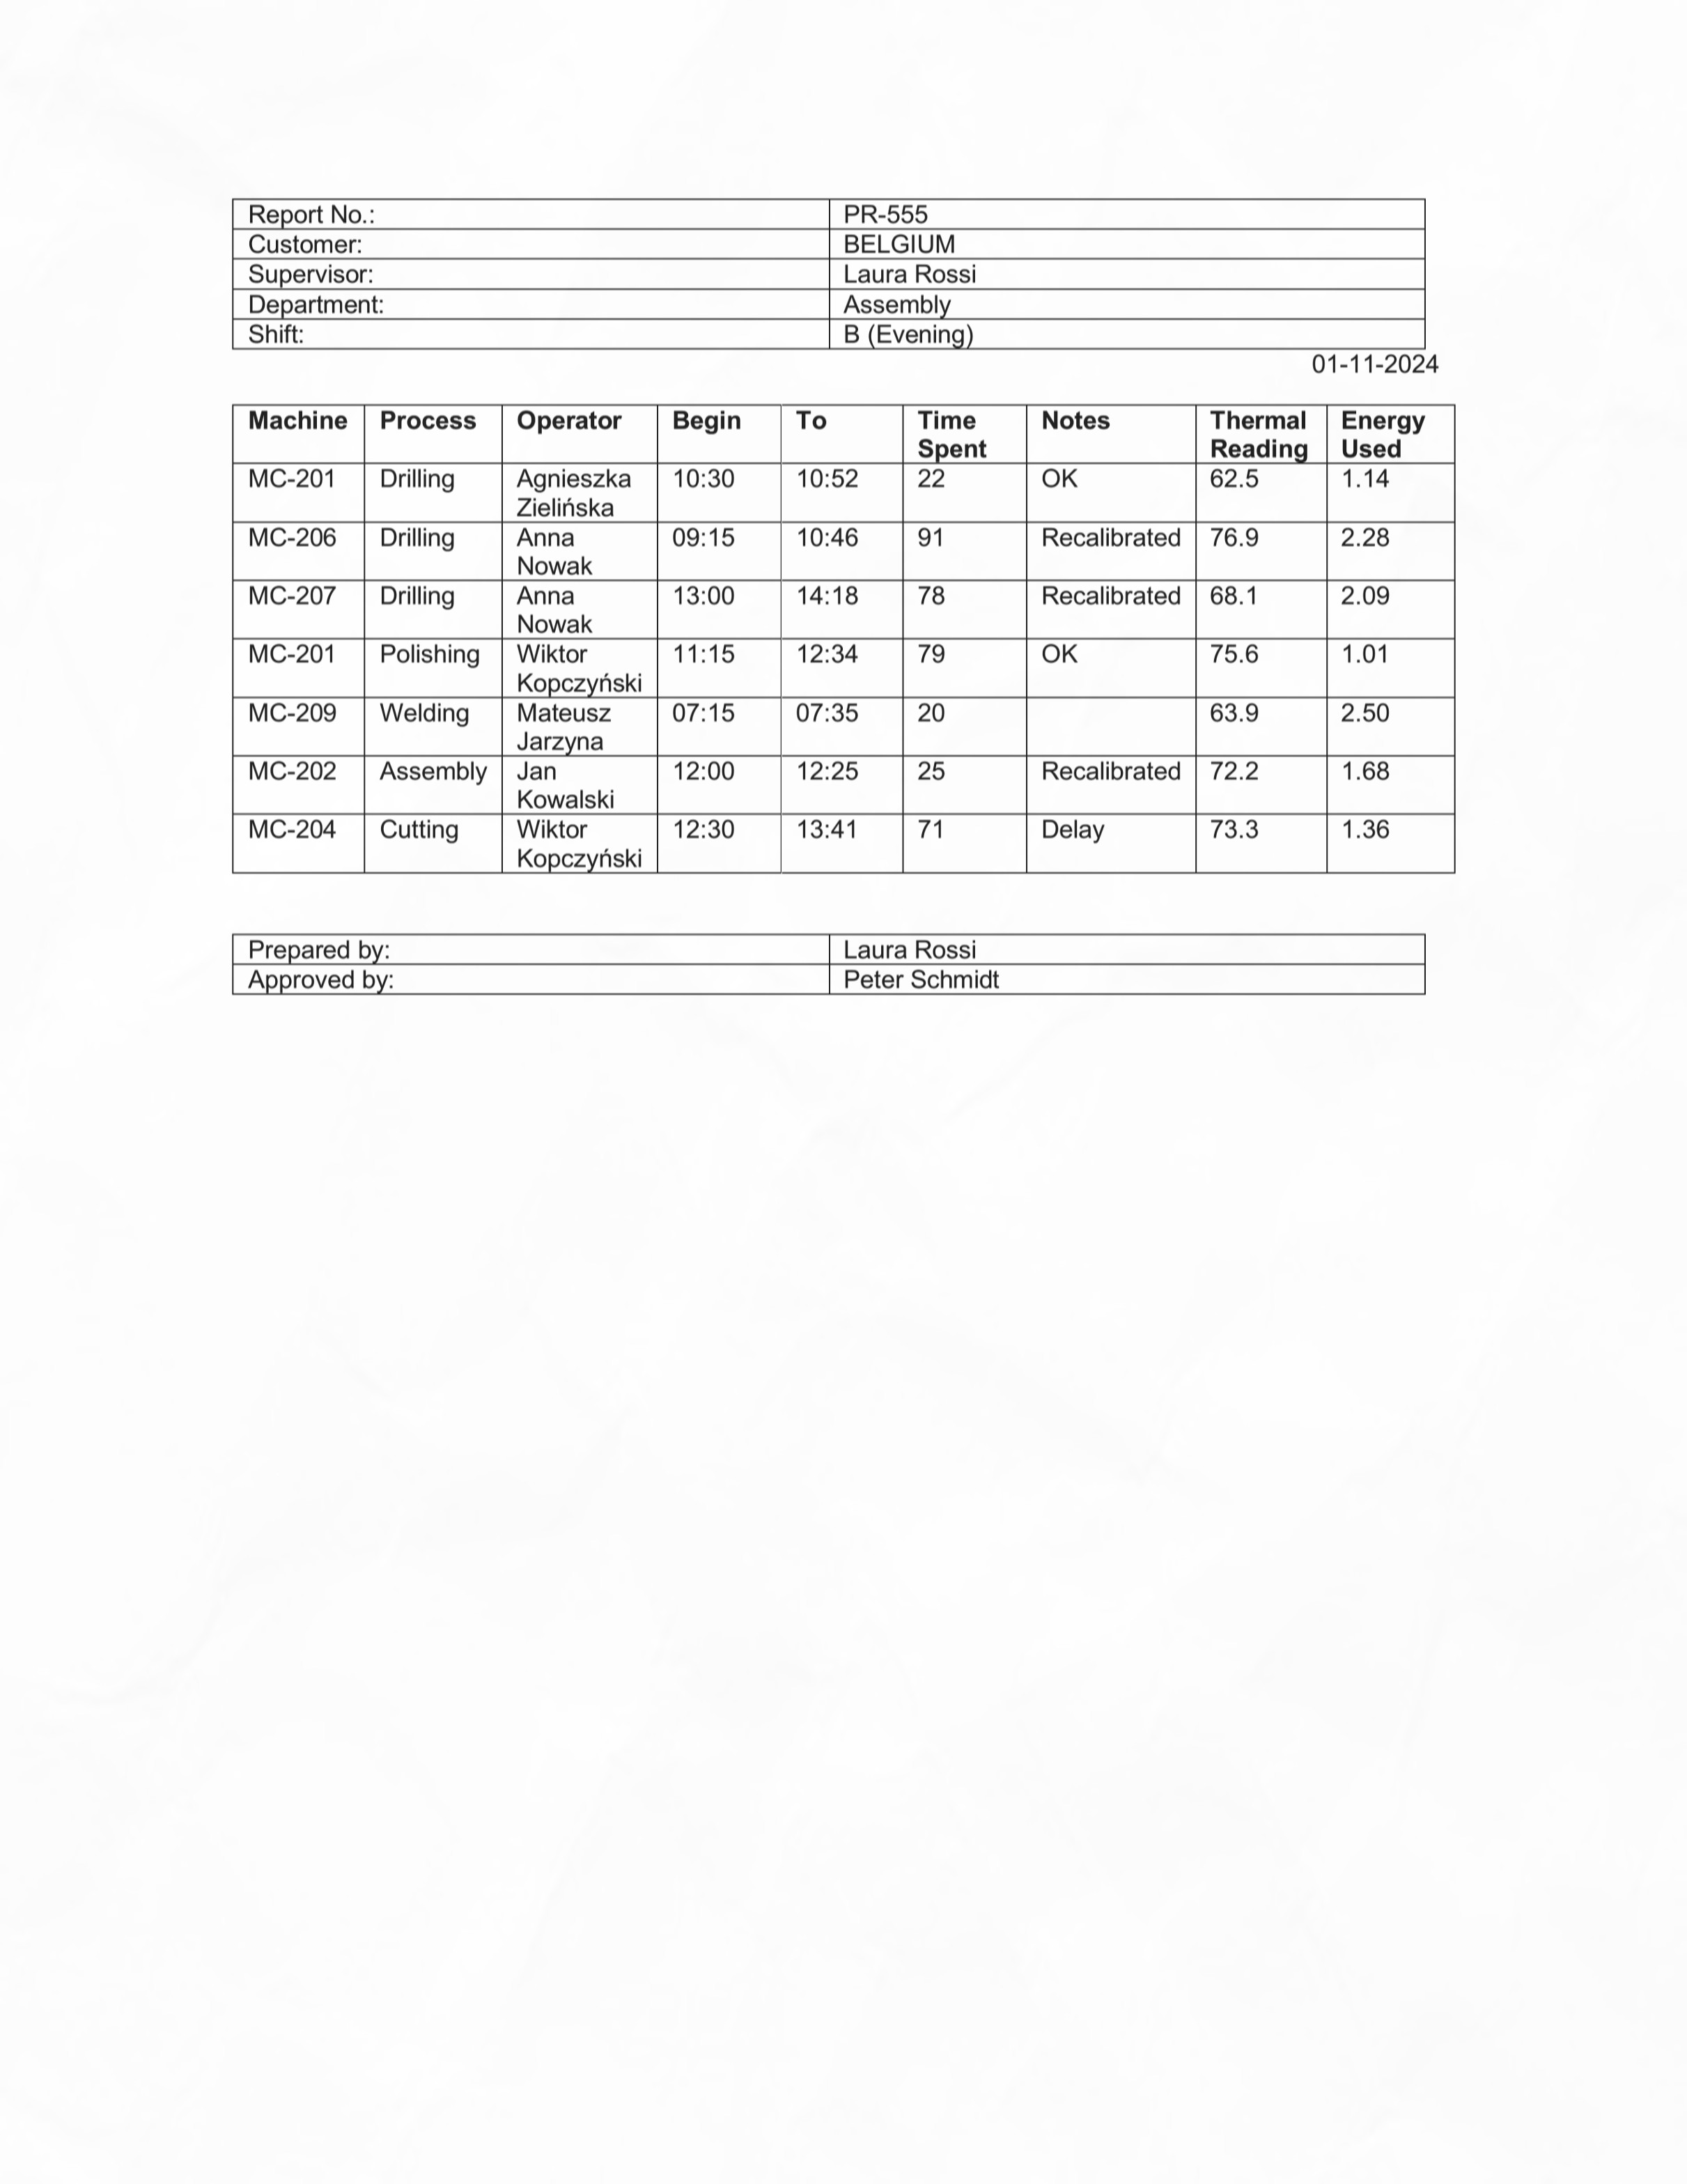 Report No.: PR-555
Customer: BELGIUM
Supervisor: Laura Rossi
Department: Assembly
Shift: B (Evening)
01-11-2024
Machine Process Operator Begin To Time Spent Notes Thermal Reading Energy Used
MC-201 Drilling Agnieszka Zielińska 10:30 10:52 22 OK 62.5 1.14
MC-206 Drilling Anna Nowak 09:15 10:46 91 Recalibrated 76.9 2.28
MC-207 Drilling Anna Nowak 13:00 14:18 78 Recalibrated 68.1 2.09
MC-201 Polishing Wiktor Kopczyński 11:15 12:34 79 OK 75.6 1.01
MC-209 Welding Mateusz Jarzyna 07:15 07:35 20 63.9 2.50
MC-202 Assembly Jan Kowalski 12:00 12:25 25 Recalibrated 72.2 1.68
MC-204 Cutting Wiktor Kopczyński 12:30 13:41 71 Delay 73.3 1.36
Prepared by: Laura Rossi
Approved by: Peter Schmidt